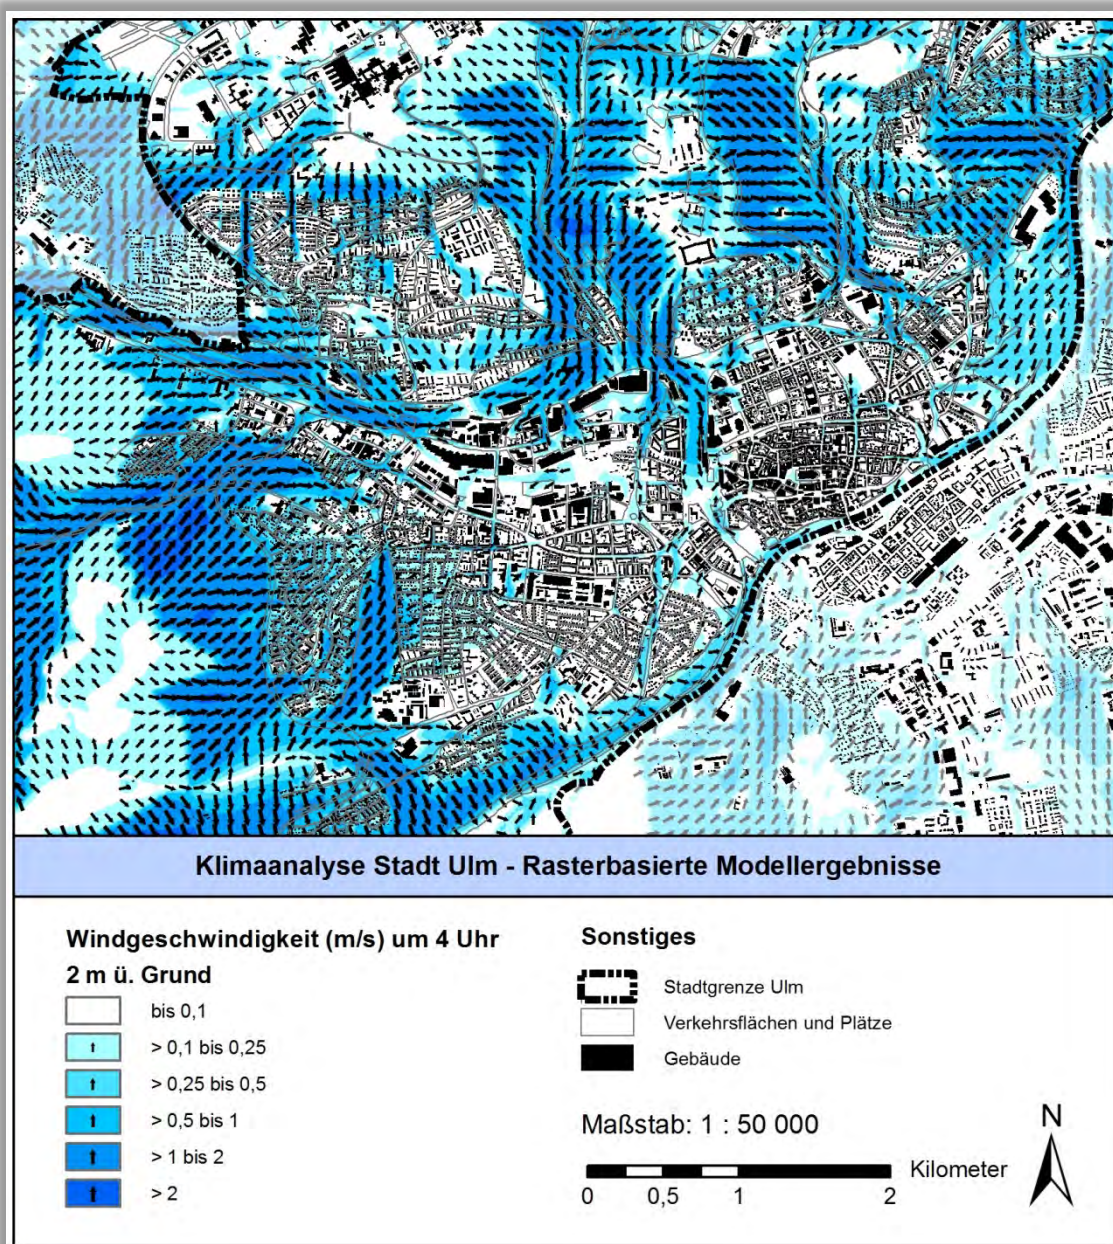 Klimaanalyse Stadt Ulm - Rasterbasierte Modellergebnisse
Windgeschwindigkeit (m/s) um 4 Uhr
2 m ü. Grund
bis 0,1
> 0,1 bis 0,25
> 0,25 bis 0,5
> 0,5 bis 1
> 1 bis 2
> 2
Sonstiges
Stadtgrenze Ulm
Verkehrsflächen und Plätze
Gebäude
Maßstab: 1 : 50 000
Kilometer
0 0,5 1 2
N